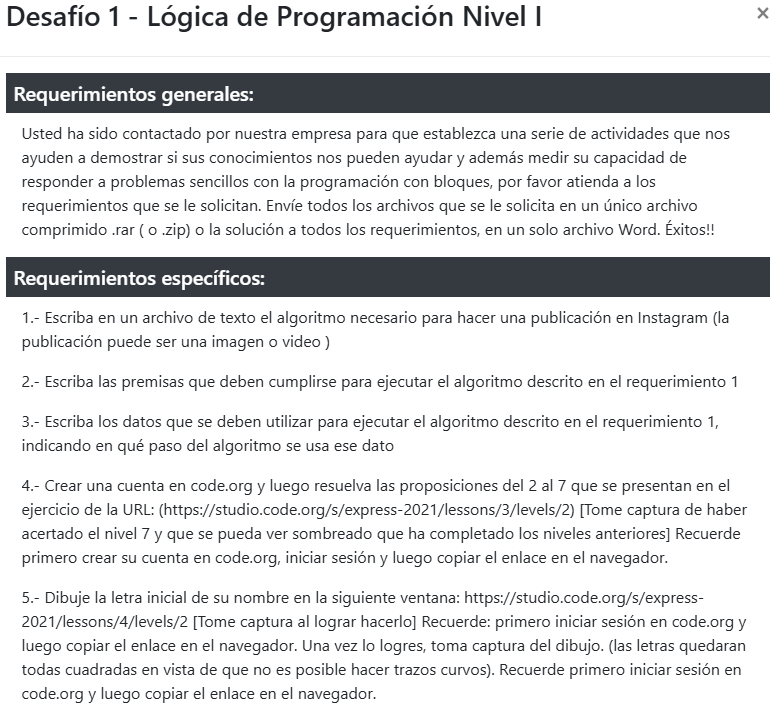 Desafío 1 - Lógica de Programación Nivel I
×
Requerimientos generales:
Usted ha sido contactado por nuestra empresa para que establezca una serie de actividades que nos
ayuden a demostrar si sus conocimientos nos pueden ayudar y además medir su capacidad de
responder a problemas sencillos con la programación con bloques, por favor atienda a los
requerimientos que se le solicitan. Envíe todos los archivos que se le solicita en un único archivo
comprimido .rar ( o .zip) o la solución a todos los requerimientos, en un solo archivo Word. Éxitos!!
Requerimientos específicos:
1.- Escriba en un archivo de texto el algoritmo necesario para hacer una publicación en Instagram (la
publicación puede ser una imagen o video )
2.- Escriba las premisas que deben cumplirse para ejecutar el algoritmo descrito en el requerimiento 1
3.- Escriba los datos que se deben utilizar para ejecutar el algoritmo descrito en el requerimiento 1,
indicando en qué paso del algoritmo se usa ese dato
4.- Crear una cuenta en code.org y luego resuelva las proposiciones del 2 al 7 que se presentan en el
ejercicio de la URL: (https://studio.code.org/s/express-2021/lessons/3/levels/2) [Tome captura de haber
acertado el nivel 7 y que se pueda ver sombreado que ha completado los niveles anteriores] Recuerde
primero crear su cuenta en code.org, iniciar sesión y luego copiar el enlace en el navegador.
5.- Dibuje la letra inicial de su nombre en la siguiente ventana: https://studio.code.org/s/express-
2021/lessons/4/levels/2 [Tome captura al lograr hacerlo] Recuerde: primero iniciar sesión en code.org y
luego copiar el enlace en el navegador. Una vez lo logres, toma captura del dibujo. (las letras quedaran
todas cuadradas en vista de que no es posible hacer trazos curvos). Recuerde primero iniciar sesión en
code.org y luego copiar el enlace en el navegador.